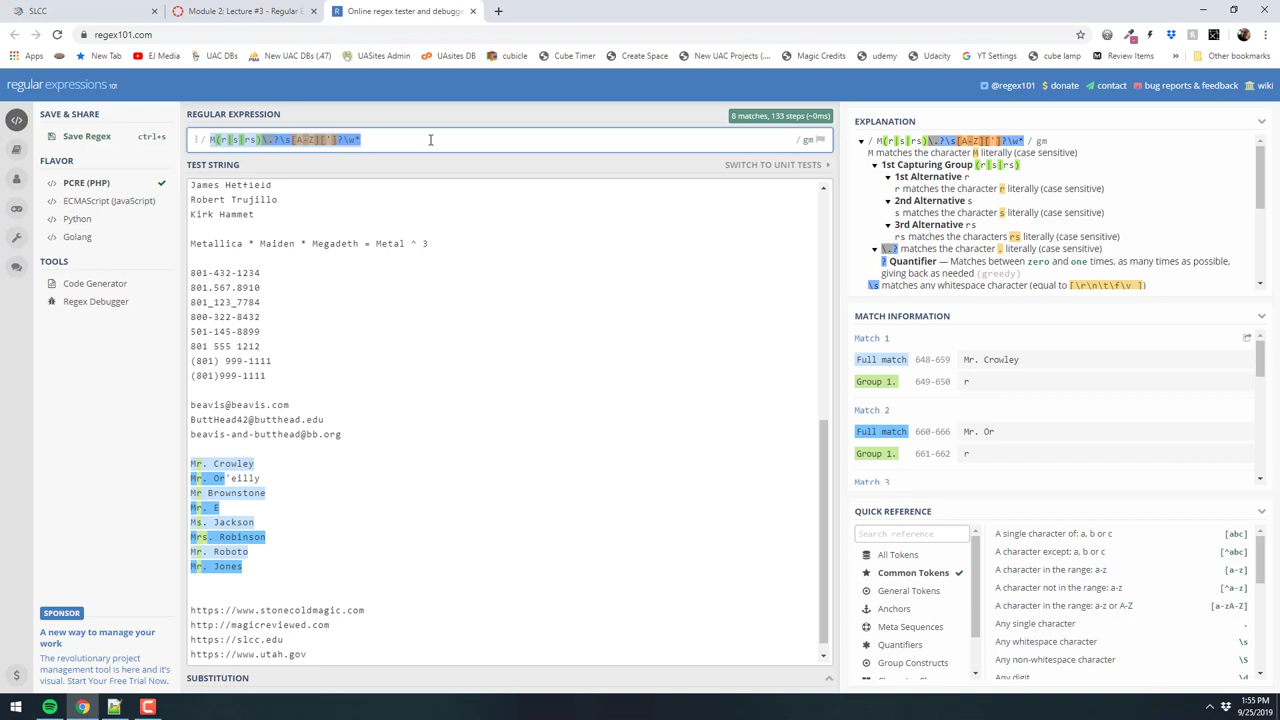 SLCC
Module 2: Lecture #3 - Regular E
Online regex tester and debugge
regex101.com
Apps
New Tab
EJ Media
UAC DBs
New UAC DBs (.47)
UASites Admin
UASites DB
cubicle
Cube Timer
Create Space
New UAC Projects (...
Magic Credits
udemy
Udacity
YT Settings
cube lamp
Review Items
Other bookmarks
regular expressions 101
@regex101
donate
contact
bug reports & feedback
wiki
SAVE & SHARE
Save Regex ctrl+s
FLAVOR
PCRE (PHP)
ECMAScript (JavaScript)
Python
Golang
TOOLS
Code Generator
Regex Debugger
SPONSOR
A new way to manage your
work
The revolutionary project
management tool is here and it's
visual. Start Your Free Trial Now.
REGULAR EXPRESSION
8 matches, 133 steps (~0ms)
/ M(r|s|rs)\.?\s[A-Z][']?\w* / gm
TEST STRING
SWITCH TO UNIT TESTS
James Hetfield
Robert Trujillo
Kirk Hammet
Metallica * Maiden * Megadeth = Metal ^ 3
801-432-1234
801.567.8910
801_123_7784
800-322-8432
501-145-8899
801 555 1212
(801) 999-1111
(801)999-1111
beavis@beavis.com
ButtHead42@butthead.edu
beavis-and-butthead@bb.org
Mr. Crowley
Mr. Or'eilly
Mr Brownstone
Mr. E
Ms. Jackson
Mrs. Robinson
Mr. Roboto
Mr. Jones
https://www.stonecoldmagic.com
http://magicreviewed.com
https://slcc.edu
https://www.utah.gov
SUBSTITUTION
EXPLANATION
/ M(r|s|rs)\.?\s[A-Z][']?\w* / gm
M matches the character M literally (case sensitive)
1st Capturing Group (r|s|rs)
1st Alternative r
r matches the character r literally (case sensitive)
2nd Alternative s
s matches the character s literally (case sensitive)
3rd Alternative rs
rs matches the characters rs literally (case sensitive)
\.? matches the character . literally (case sensitive)
? Quantifier — Matches between zero and one times, as many times as possible,
giving back as needed (greedy)
\s matches any whitespace character (equal to [\r\n\t\f\v ])
MATCH INFORMATION
Match 1
Full match 648-659 Mr. Crowley
Group 1. 649-650 r
Match 2
Full match 660-666 Mr. Or
Group 1. 661-662 r
Match 3
QUICK REFERENCE
Search reference
All Tokens
Common Tokens
General Tokens
Anchors
Meta Sequences
Quantifiers
Group Constructs
A single character of: a, b or c [abc]
A character except: a, b or c [^abc]
A character in the range: a-z [a-z]
A character not in the range: a-z [^a-z]
A character in the range: a-z or A-Z [a-zA-Z]
Any single character .
Any whitespace character \s
Any non-whitespace character \S
Any digit \d
1:55 PM
9/25/2019